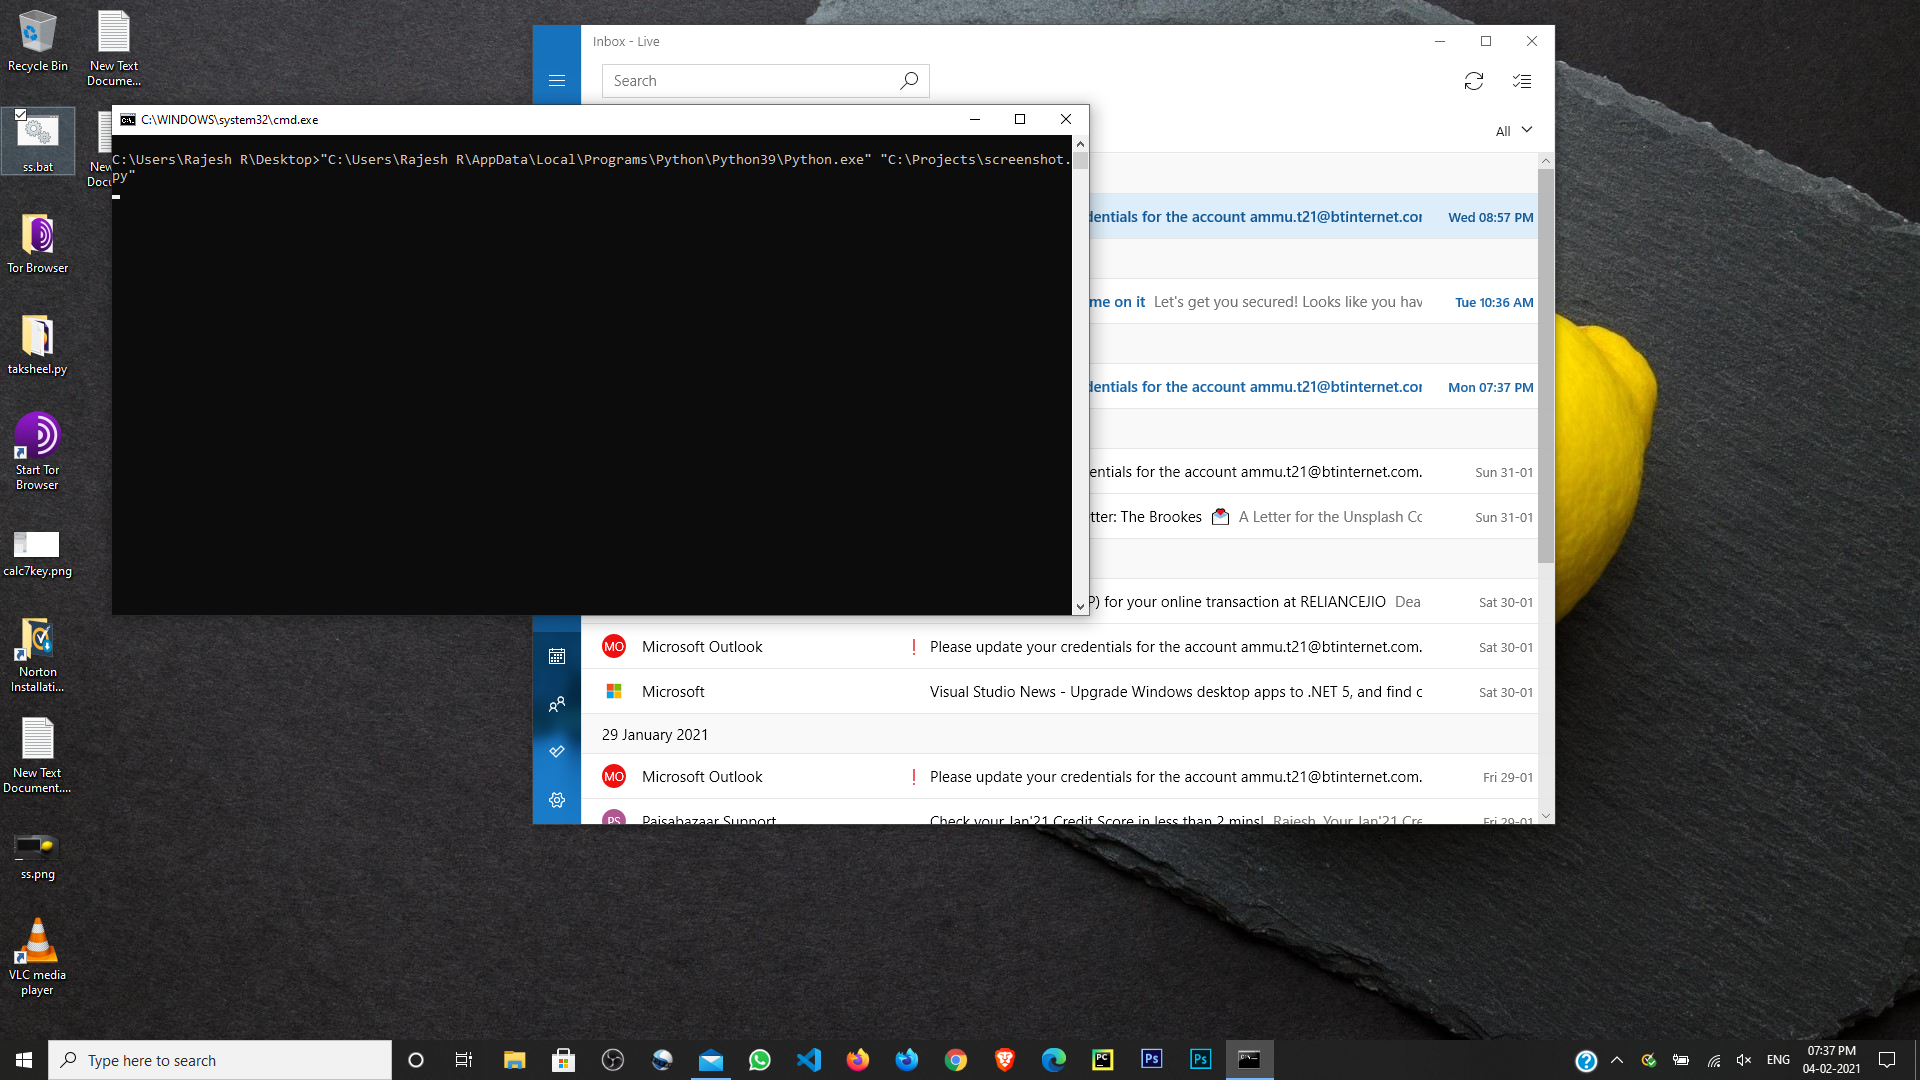 Recycle Bin
New Text
Docume...
ss.bat
New
Docu
Tor Browser
taksheel.py
Start Tor
Browser
calc7key.png
Norton
Installati...
New Text
Document....
ss.png
VLC media
player
Inbox - Live
Search
All
C:\WINDOWS\system32\cmd.exe
C:\Users\Rajesh R\Desktop>"C:\Users\Rajesh R\AppData\Local\Programs\Python\Python39\Python.exe" "C:\Projects\screenshot.
py"
dentials for the account ammu.t21@btinternet.cor Wed 08:57 PM
me on it Let's get you secured! Looks like you hav Tue 10:36 AM
dentials for the account ammu.t21@btinternet.cor Mon 07:37 PM
entials for the account ammu.t21@btinternet.com. Sun 31-01
tter: The Brookes A Letter for the Unsplash Cc Sun 31-01
P) for your online transaction at RELIANCEJIO Dea Sat 30-01
MO Microsoft Outlook ! Please update your credentials for the account ammu.t21@btinternet.com. Sat 30-01
Microsoft Visual Studio News - Upgrade Windows desktop apps to .NET 5, and find c Sat 30-01
29 January 2021
MO Microsoft Outlook ! Please update your credentials for the account ammu.t21@btinternet.com. Fri 29-01
PS Paisabazaar Support Check your Jan'21 Credit Score in less than 2 mins! Rajesh, Your Jan'21 Cre Fri 29-01
Type here to search
PC
Ps
Ps
ENG
07:37 PM
04-02-2021